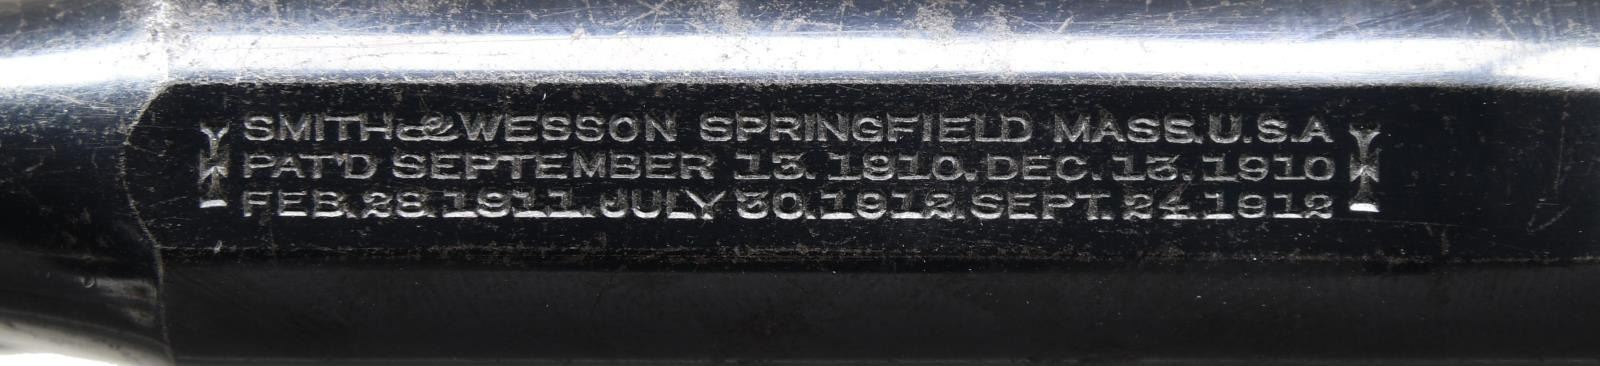 SMITH & WESSON SPRINGFIELD MASS. U.S.A
PAT'D SEPTEMBER 13. 1810. DEC. 13. 1910
FEB. 28. 1911. JULY 30. 1912. SEPT. 24. 1912